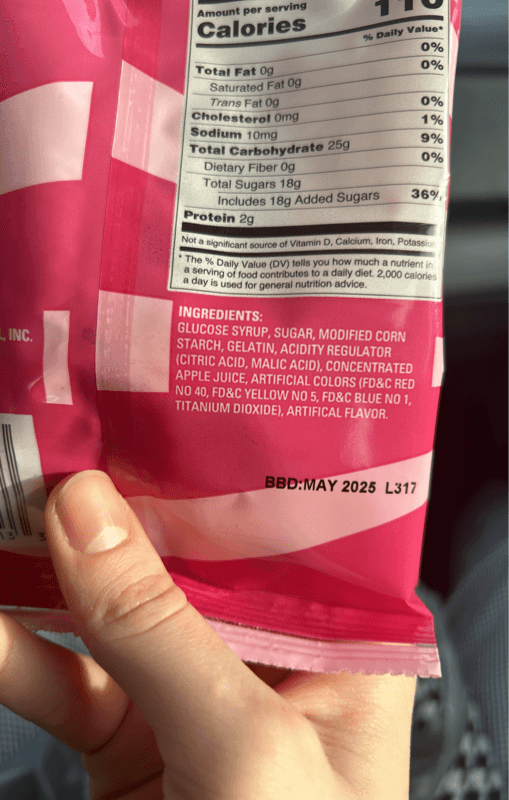 Amount per serving
Calories 110
% Daily Value*
Total Fat 0g 0%
Saturated Fat 0g 0%
Trans Fat 0g
Cholesterol 0mg 0%
Sodium 10mg 1%
Total Carbohydrate 25g 9%
Dietary Fiber 0g 0%
Total Sugars 18g
Includes 18g Added Sugars 36%
Protein 2g
Not a significant source of Vitamin D, Calcium, Iron,
* The % Daily Value (DV) tells you how much a nutrient in
a serving of food contributes to a daily diet. 2,000 calories
a day is used for general nutrition advice.
INC.
INGREDIENTS:
GLUCOSE SYRUP, SUGAR, MODIFIED CORN
STARCH, GELATIN, ACIDITY REGULATOR
(CITRIC ACID, MALIC ACID), CONCENTRATED
APPLE JUICE, ARTIFICIAL COLORS (FD&C RED
NO 40, FD&C YELLOW NO 5, FD&C BLUE NO 1,
TITANIUM DIOXIDE), ARTIFICAL FLAVOR.
BBD:MAY 2025 L317